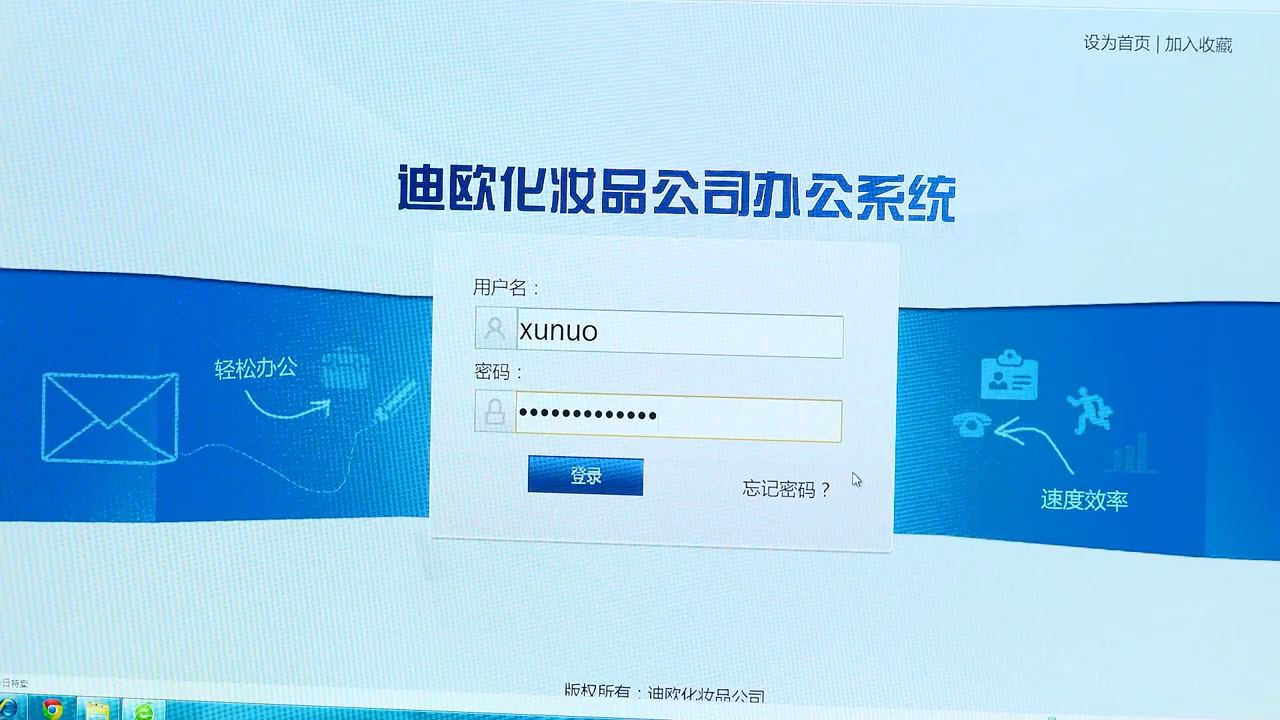 设为首页 | 加入收藏
迪欧化妆品公司办公系统
用户名：
xunuo
密码：
登录
忘记密码？
轻松办公
速度效率
版权所有：迪欧化妆品公司